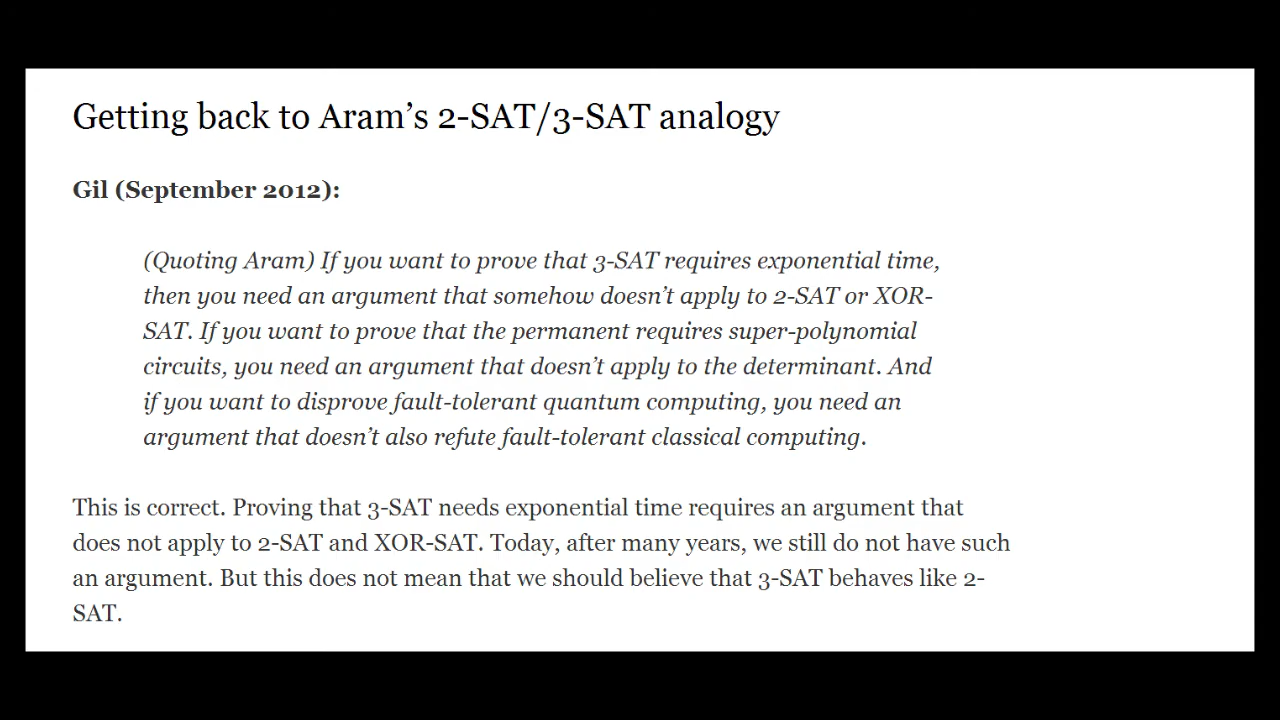 Getting back to Aram’s 2-SAT/3-SAT analogy
Gil (September 2012):
(Quoting Aram) If you want to prove that 3-SAT requires exponential time,
then you need an argument that somehow doesn’t apply to 2-SAT or XOR-
SAT. If you want to prove that the permanent requires super-polynomial
circuits, you need an argument that doesn’t apply to the determinant. And
if you want to disprove fault-tolerant quantum computing, you need an
argument that doesn’t also refute fault-tolerant classical computing.
This is correct. Proving that 3-SAT needs exponential time requires an argument that
does not apply to 2-SAT and XOR-SAT. Today, after many years, we still do not have such
an argument. But this does not mean that we should believe that 3-SAT behaves like 2-
SAT.